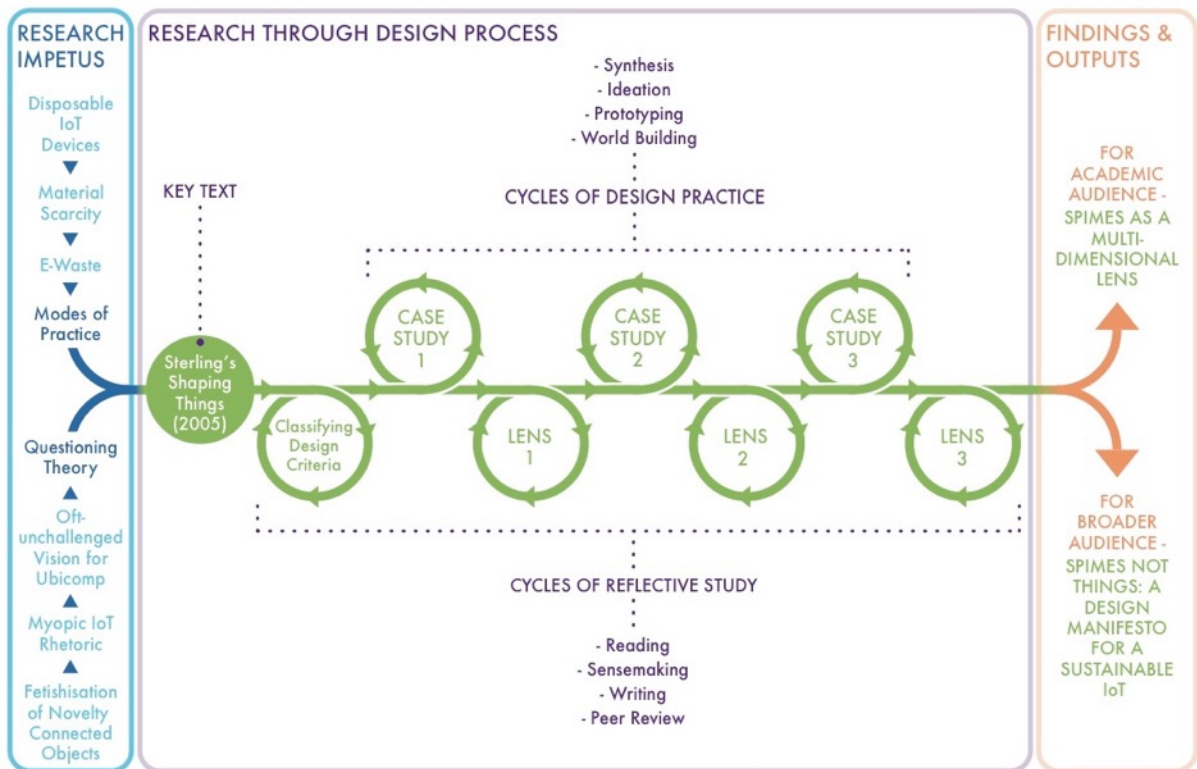 RESEARCH
IMPETUS
Disposable
IoT
Devices
Material
Scarcity
E-Waste
Modes of
Practice
Questioning
Theory
Oft-
unchallenged
Vision for
Ubicomp
Myopic IoT
Rhetoric
Fetishisation
of Novelty
Connected
Objects
RESEARCH THROUGH DESIGN PROCESS
- Synthesis
- Ideation
- Prototyping
- World Building
CYCLES OF DESIGN PRACTICE
KEY TEXT
Sterling's
Shaping
Things
(2005)
Classifying
Design
Criteria
CASE
STUDY
1
LENS
1
CASE
STUDY
2
LENS
2
CASE
STUDY
3
LENS
3
CYCLES OF REFLECTIVE STUDY
- Reading
- Sensemaking
- Writing
- Peer Review
FINDINGS &
OUTPUTS
FOR
ACADEMIC
AUDIENCE -
SPIMES AS A
MULTI-
DIMENSIONAL
LENS
FOR
BROADER
AUDIENCE -
SPIMES NOT
THINGS: A
DESIGN
MANIFESTO
FOR A
SUSTAINABLE
IoT